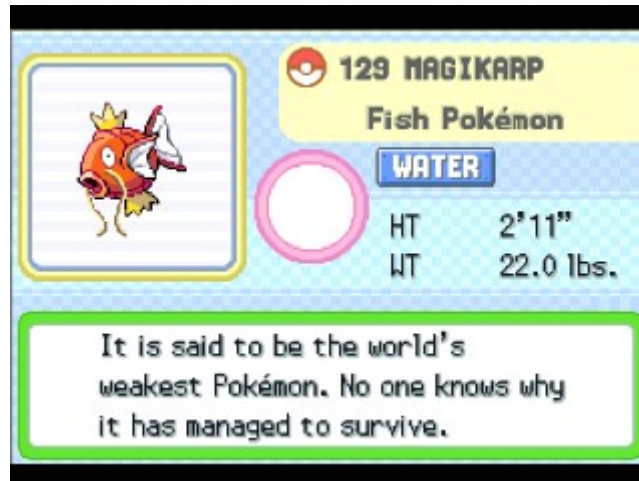 129 MAGIKARP
Fish Pokémon
WATER
HT 2'11"
WT 22.0 lbs.
It is said to be the world's
weakest Pokémon. No one knows why
it has managed to survive.